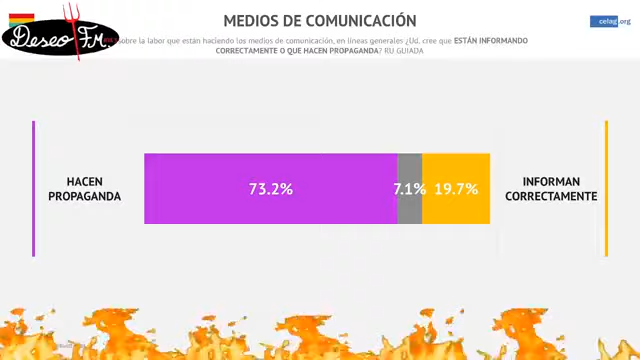 MEDIOS DE COMUNICACIÓN
celag.org
Deseo F.M.
sobre la labor que están haciendo los medios de comunicación, en líneas generales ¿Ud. cree que ESTÁN INFORMANDO
CORRECTAMENTE O QUE HACEN PROPAGANDA? RU GUIADA
HACEN
PROPAGANDA
73.2%
7.1%
19.7%
INFORMAN
CORRECTAMENTE